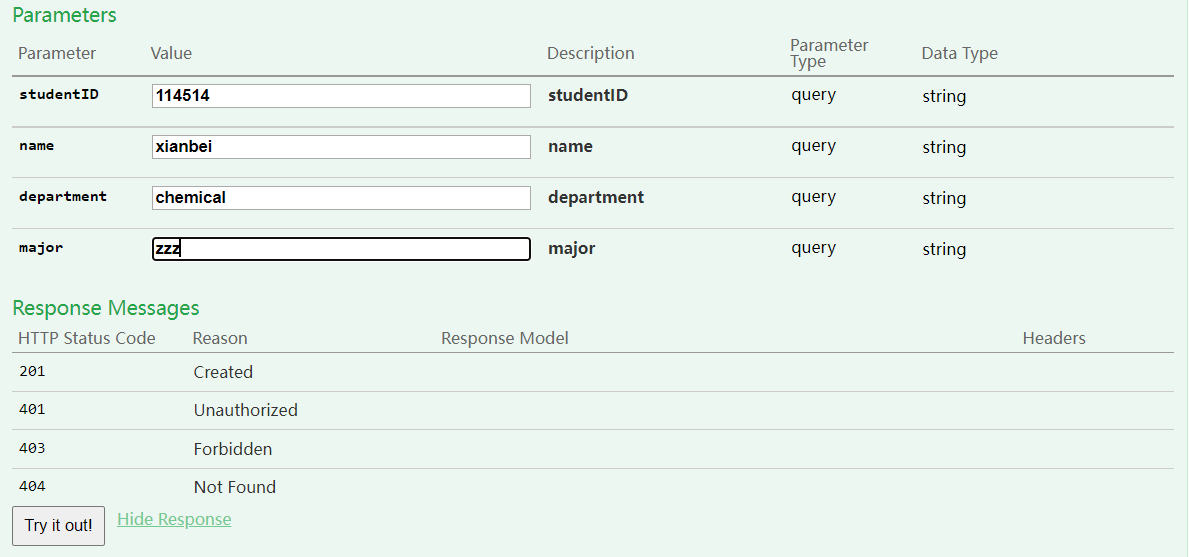 Parameters
Parameter Value Description Parameter Type Data Type
studentID 114514 studentID query string
name xianbei name query string
department chemical department query string
major zzz major query string
Response Messages
HTTP Status Code Reason Response Model Headers
201 Created
401 Unauthorized
403 Forbidden
404 Not Found
Try it out! Hide Response